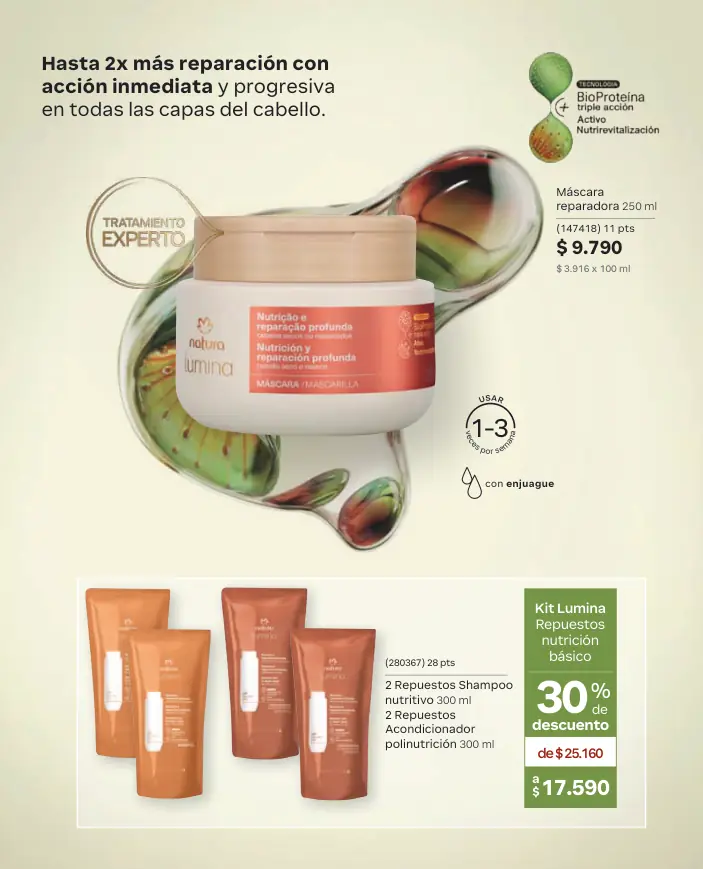 Hasta 2x más reparación con
acción inmediata y progresiva
en todas las capas del cabello.
TECNOLOGÍA
BioProteína
triple acción
+
Activo
Nutrirevitalización
Máscara
reparadora 250 ml
(147418) 11 pts
$ 9.790
$ 3.916 x 100 ml
TRATAMIENTO
EXPERTO
natura
lumina
Nutrição e
reparação profunda
Nutrición y
reparación profunda
MÁSCARA / MASCARILLA
USAR
1-3
veces por semana
con enjuague
(280367) 28 pts
2 Repuestos Shampoo
nutritivo 300 ml
2 Repuestos
Acondicionador
polinutrición 300 ml
Kit Lumina
Repuestos
nutrición
básico
30% de
descuento
de $ 25.160
a $ 17.590